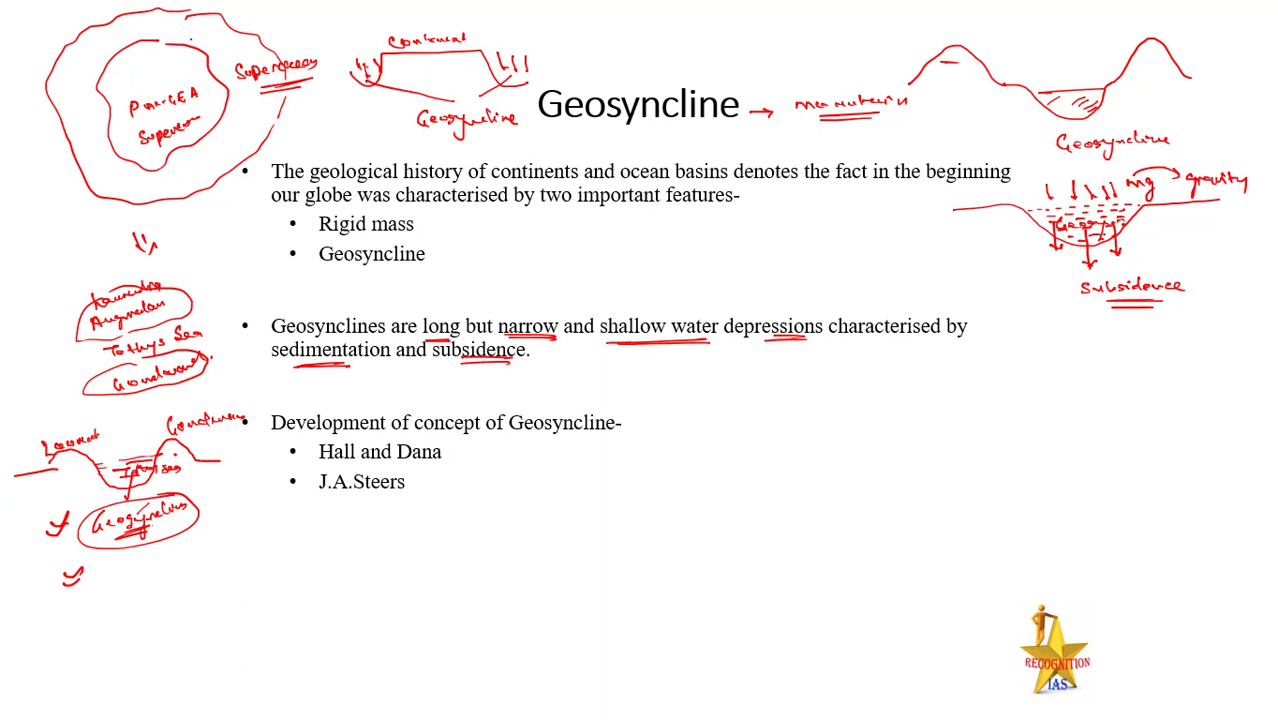 Superocean
Continent
PANGEA
Geosyncline
Geosyncline → mountain
Geosyncline
mg
gravity
• The geological history of continents and ocean basins denotes the fact in the beginning
our globe was characterised by two important features-
• Rigid mass
• Geosyncline
Subsidence
Angaraland
Tethys Sea
Gondwana
• Geosynclines are long but narrow and shallow water depressions characterised by
sedimentation and subsidence.
• Development of concept of Geosyncline-
• Hall and Dana
• J.A.Steers
Geosyncline
RECOGNITION
IAS